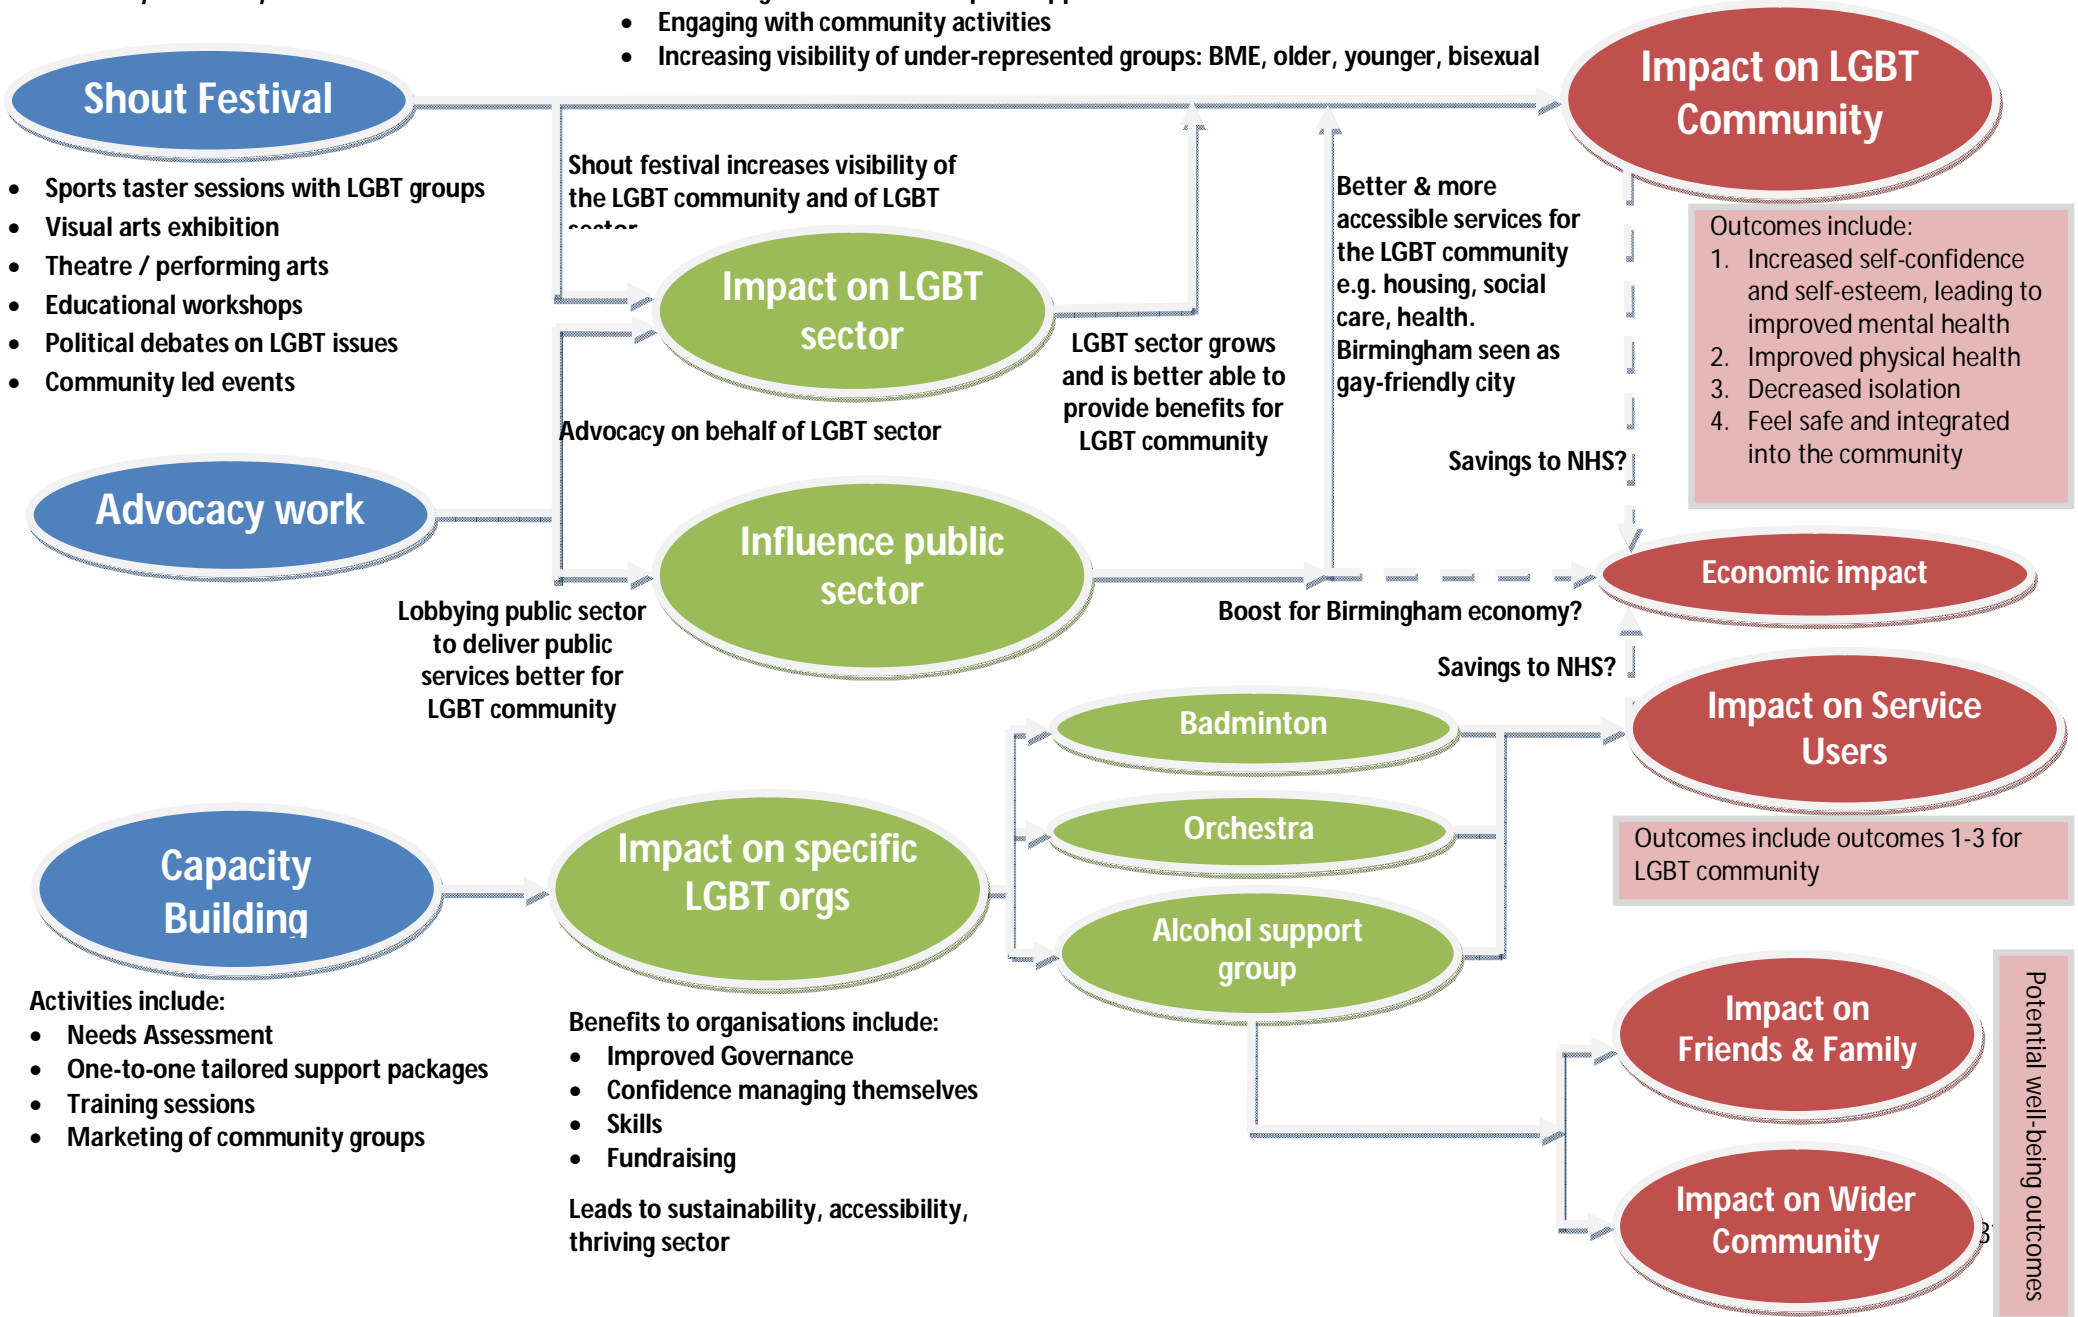 • Engaging with community activities
• Increasing visibility of under-represented groups: BME, older, younger, bisexual
Shout Festival
• Sports taster sessions with LGBT groups
• Visual arts exhibition
• Theatre / performing arts
• Educational workshops
• Political debates on LGBT issues
• Community led events
Shout festival increases visibility of
the LGBT community and of LGBT
sector
Impact on LGBT
sector
LGBT sector grows
and is better able to
provide benefits for
LGBT community
Better & more
accessible services for
the LGBT community
e.g. housing, social
care, health.
Birmingham seen as
gay-friendly city
Impact on LGBT
Community
Outcomes include:
1. Increased self-confidence
and self-esteem, leading to
improved mental health
2. Improved physical health
3. Decreased isolation
4. Feel safe and integrated
into the community
Savings to NHS?
Advocacy work
Advocacy on behalf of LGBT sector
Lobbying public sector
to deliver public
services better for
LGBT community
Influence public
sector
Boost for Birmingham economy?
Economic impact
Savings to NHS?
Capacity
Building
Activities include:
• Needs Assessment
• One-to-one tailored support packages
• Training sessions
• Marketing of community groups
Impact on specific
LGBT orgs
Benefits to organisations include:
• Improved Governance
• Confidence managing themselves
• Skills
• Fundraising
Leads to sustainability, accessibility,
thriving sector
Badminton
Orchestra
Alcohol support
group
Impact on Service
Users
Outcomes include outcomes 1-3 for
LGBT community
Impact on
Friends & Family
Impact on Wider
Community
Potential well-being outcomes